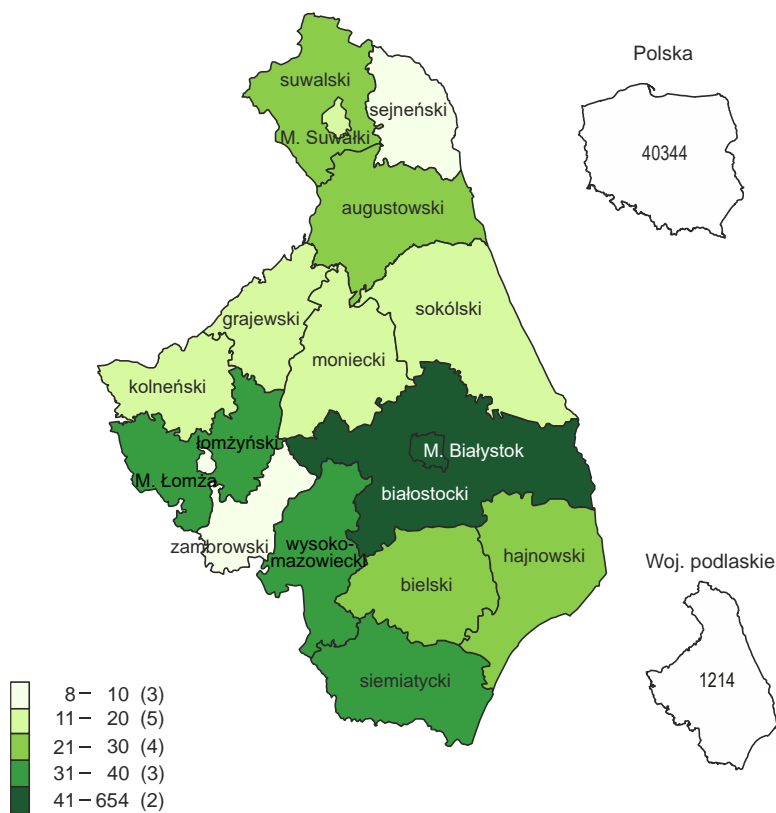 Polska
suwalski
sejneński
M. Suwałki
40344
augustowski
sokólski
grajewski
moniecki
kolneński
łomżyński
M. Białystok
M. Łomża
białostocki
zambrowski
wysoko-
mazowiecki
hajnowski
Woj. podlaskie
bielski
siemiatycki
1214
8 – 10 (3)
11 – 20 (5)
21 – 30 (4)
31 – 40 (3)
41 – 654 (2)